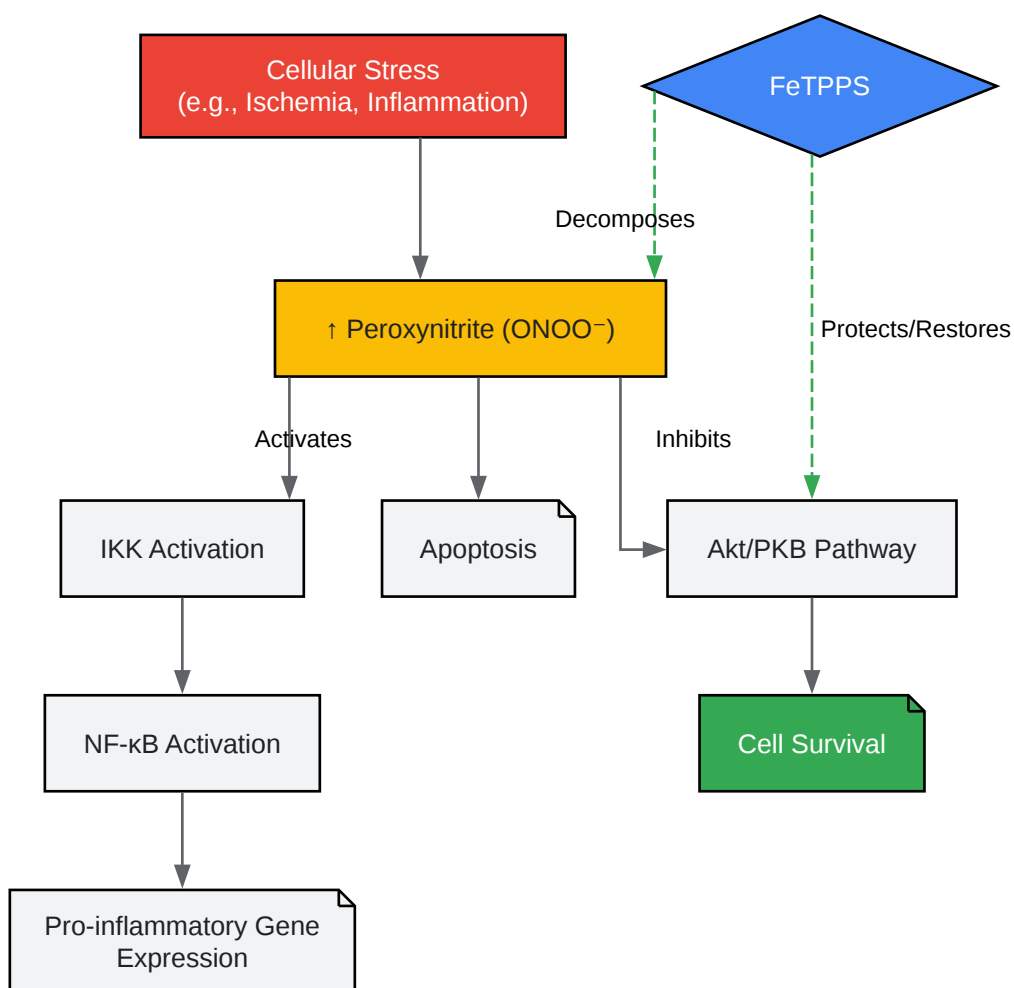 Cellular Stress
(e.g., Ischemia, Inflammation)
FeTPPS
Decomposes
↑ Peroxynitrite (ONOO⁻)
Protects/Restores
Activates
Inhibits
IKK Activation
Apoptosis
Akt/PKB Pathway
NF-κB Activation
Cell Survival
Pro-inflammatory Gene
Expression